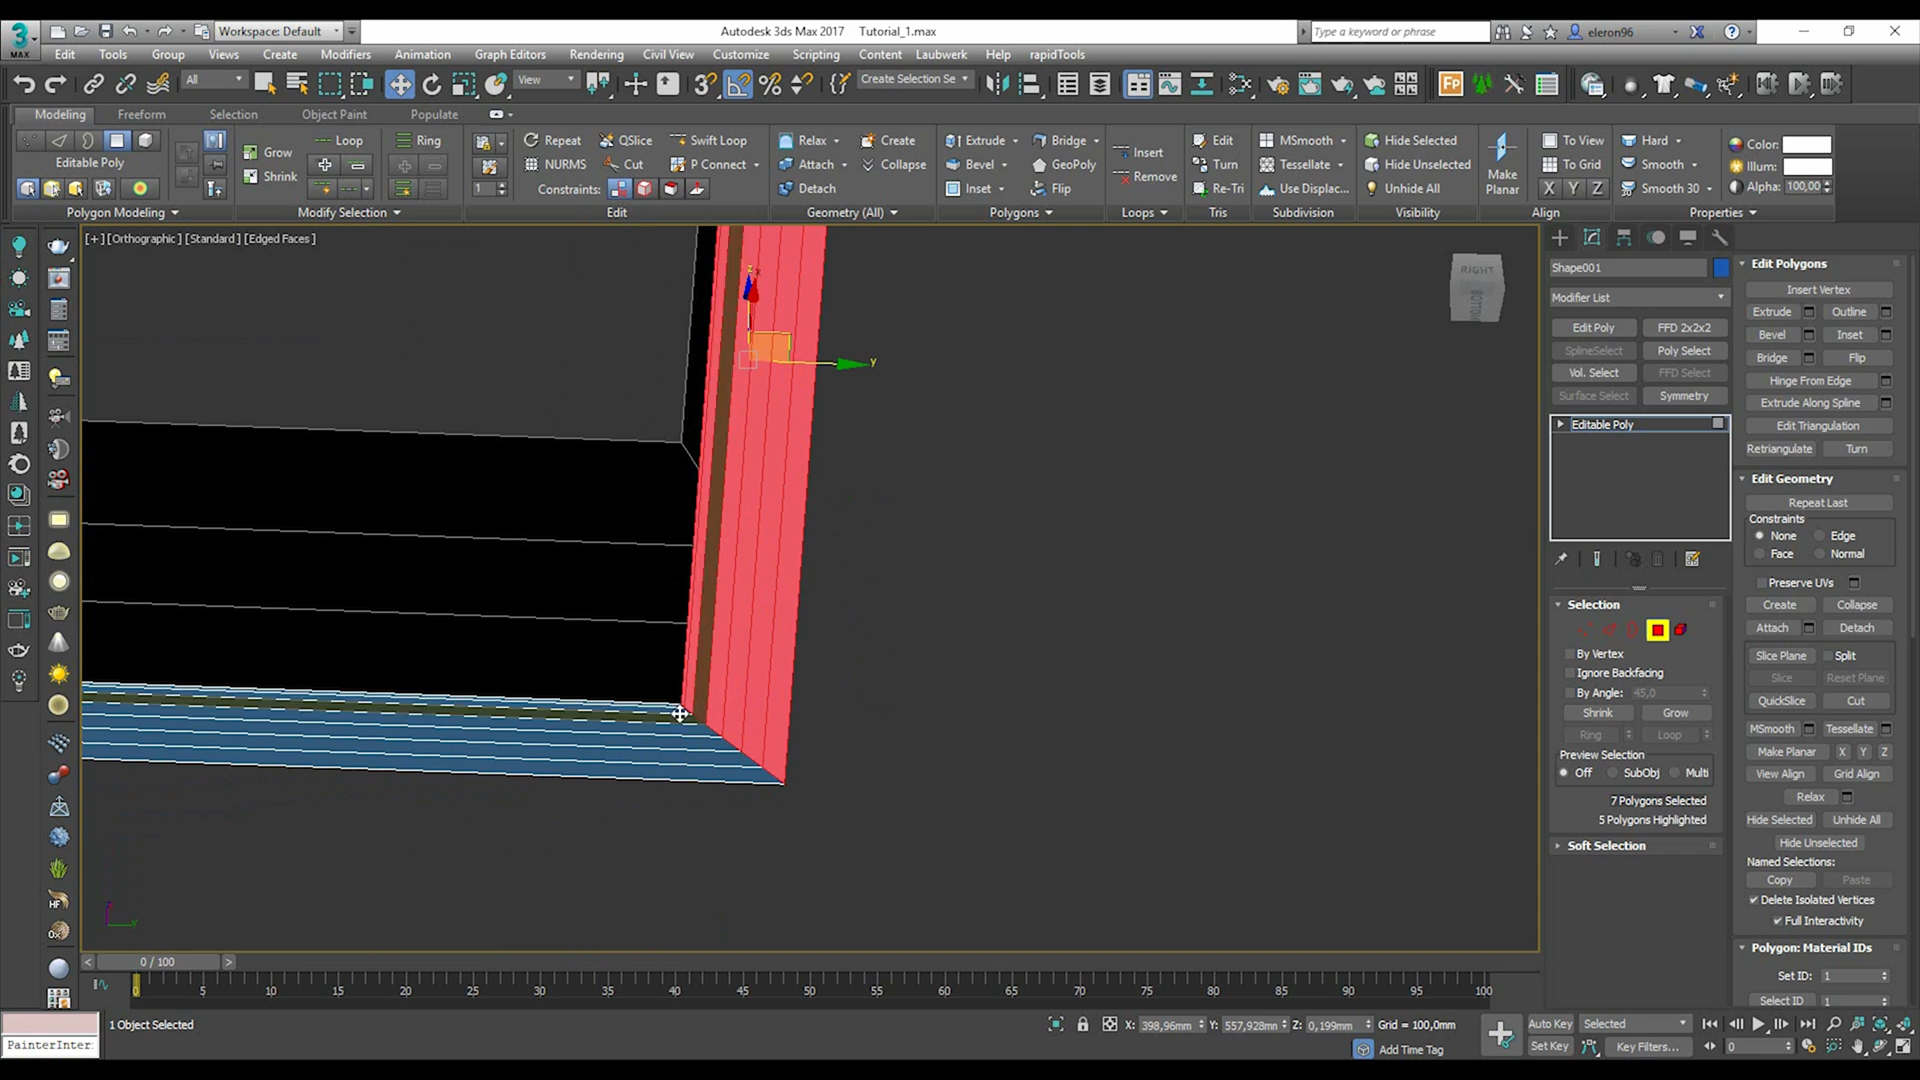 3
MAX
Workspace: Default
Autodesk 3ds Max 2017 Tutorial_1.max
Type a keyword or phrase
eleron96
Edit Tools Group Views Create Modifiers Animation Graph Editors Rendering Civil View Customize Scripting Content Laubwerk Help rapidTools
All
View
Create Selection Se
Fp
Modeling Freeform Selection Object Paint Populate
Loop Ring Repeat QSlice Swift Loop Relax Create Extrude Bridge Edit MSmooth Hide Selected To View Hard Color:
Editable Poly Grow Shrink NURMS Cut P Connect Attach Collapse Bevel GeoPoly Insert Remove Turn Tessellate Hide Unselected Make Planar To Grid Smooth Illum:
1 Constraints: Detach Inset Flip Re-Tri Use Displac... Unhide All X Y Z Smooth 30 Alpha: 100,00
Polygon Modeling Modify Selection Edit Geometry (All) Polygons Loops Tris Subdivision Visibility Align Properties
[+] [Orthographic] [Standard] [Edged Faces]
RIGHT
BOTTOM
z x
y
Shape001
Modifier List
Edit Poly FFD 2x2x2
SplineSelect Poly Select
Vol. Select FFD Select
Surface Select Symmetry
Editable Poly
Selection
By Vertex
Ignore Backfacing
By Angle: 45,0
Shrink Grow
Ring Loop
Preview Selection
Off SubObj Multi
7 Polygons Selected
5 Polygons Highlighted
Soft Selection
Edit Polygons
Insert Vertex
Extrude Outline
Bevel Inset
Bridge Flip
Hinge From Edge
Extrude Along Spline
Edit Triangulation
Retriangulate Turn
Edit Geometry
Repeat Last
Constraints
None Edge
Face Normal
Preserve UVs
Create Collapse
Attach Detach
Slice Plane Split
Slice Reset Plane
QuickSlice Cut
MSmooth Tessellate
Make Planar X Y Z
View Align Grid Align
Relax
Hide Selected Unhide All
Hide Unselected
Named Selections:
Copy Paste
Delete Isolated Vertices
Full Interactivity
Polygon: Material IDs
Set ID: 1
Select ID 1
HF
Ox
y
< 0 / 100 >
0 5 10 15 20 25 30 35 40 45 50 55 60 65 70 75 80 85 90 95 100
1 Object Selected
PainterInter:
X: 398,96mm Y: 557,928mm Z: 0,199mm Grid = 100,0mm
Add Time Tag
Auto Key Selected
Set Key Key Filters... 0